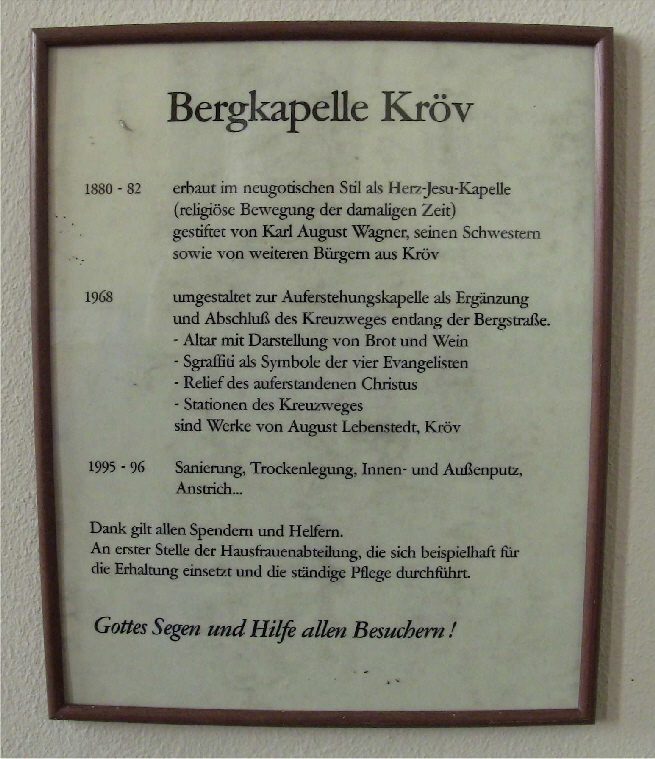 Bergkapelle Kröv
1880 - 82 erbaut im neugotischen Stil als Herz-Jesu-Kapelle
(religiöse Bewegung der damaligen Zeit)
gestiftet von Karl August Wagner, seinen Schwestern
sowie von weiteren Bürgern aus Kröv
1968 umgestaltet zur Auferstehungskapelle als Ergänzung
und Abschluß des Kreuzweges entlang der Bergstraße.
- Altar mit Darstellung von Brot und Wein
- Sgraffiti als Symbole der vier Evangelisten
- Relief des auferstandenen Christus
- Stationen des Kreuzweges
sind Werke von August Lebenstedt, Kröv
1995 - 96 Sanierung, Trockenlegung, Innen- und Außenputz,
Anstrich...
Dank gilt allen Spendern und Helfern.
An erster Stelle der Hausfrauenabteilung, die sich beispielhaft für
die Erhaltung einsetzt und die ständige Pflege durchführt.
Gottes Segen und Hilfe allen Besuchern !